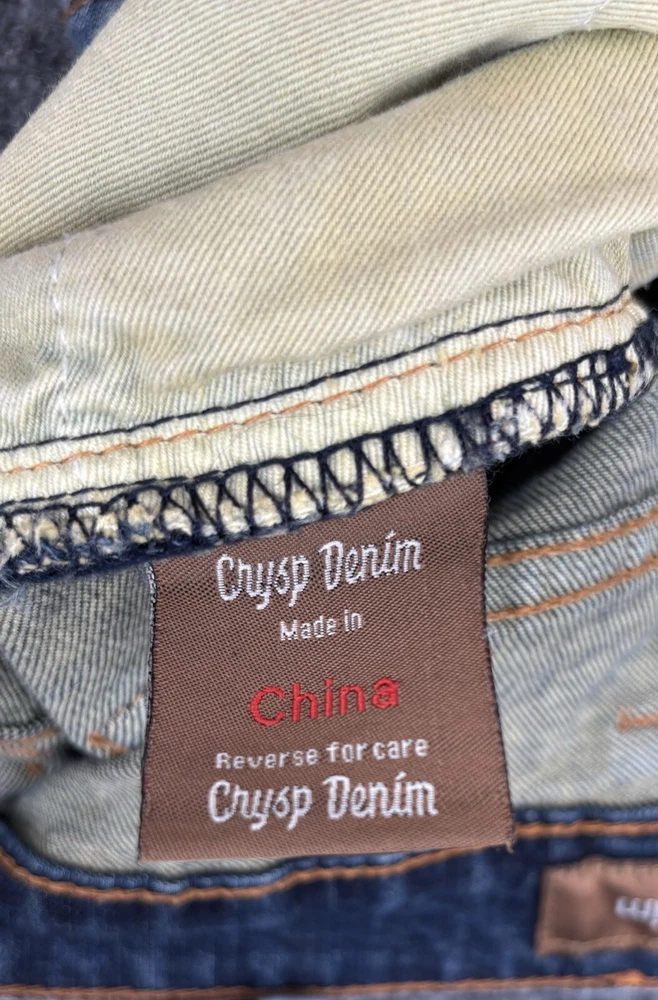 Crysp Denim
Made in
China
Reverse for care
Crysp Denim